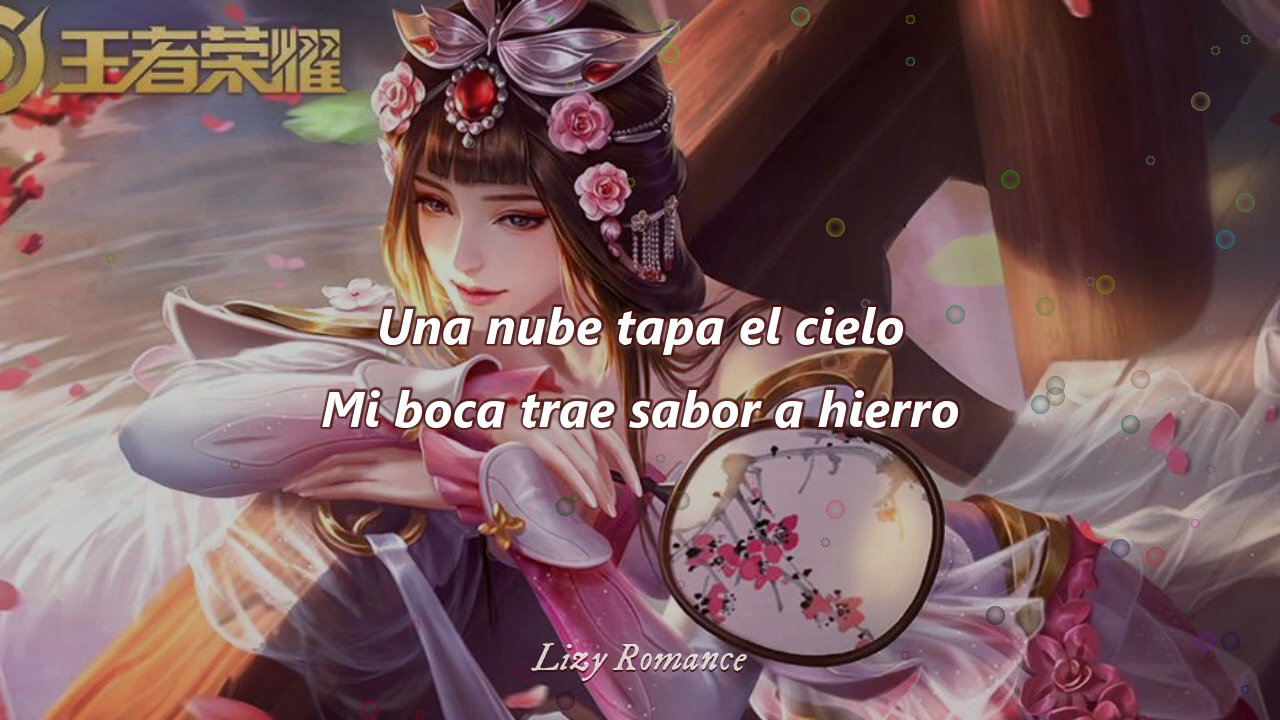 王者荣耀
Una nube tapa el cielo
Mi boca trae sabor a hierro
Lizy Romance